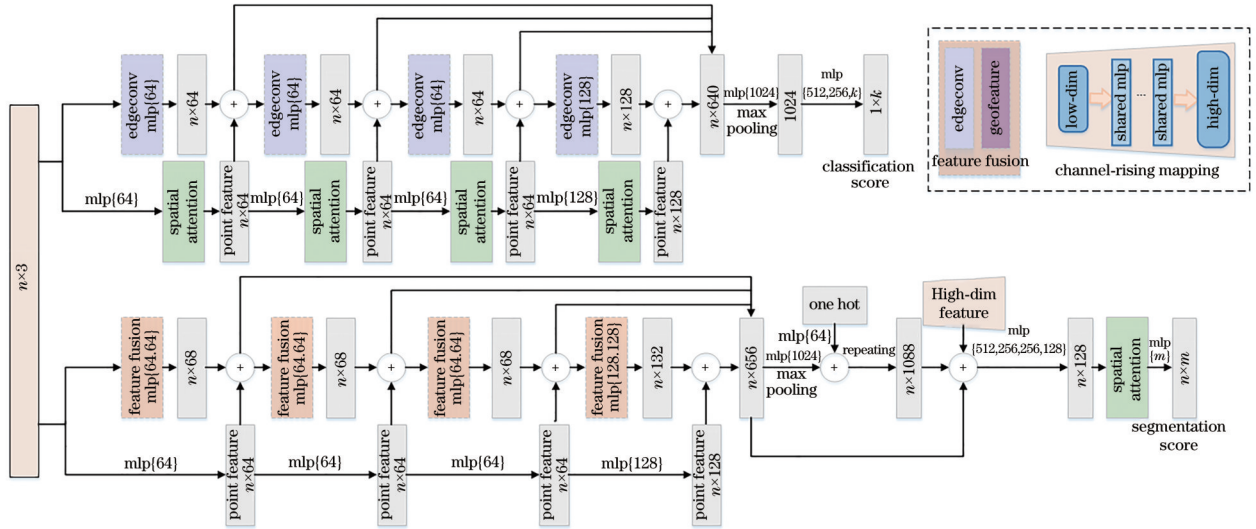 n×3
edgeconv
mlp{64}
n×64
+
edgeconv
mlp{64}
n×64
+
edgeconv
mlp{64}
n×64
+
edgeconv
mlp{128}
n×128
+
n×640
mlp{1024}
max
pooling
1024
mlp
{512,256,k}
1×k
classification
score
mlp{64}
spatial
attention
point feature
n×64
mlp{64}
spatial
attention
point feature
n×64
mlp{64}
spatial
attention
point feature
n×64
mlp{128}
spatial
attention
point feature
n×128
edgeconv
geofeature
feature fusion
low-dim
shared mlp
...
shared mlp
high-dim
channel-rising mapping
feature fusion
mlp{64.64}
n×68
+
feature fusion
mlp{64.64}
n×68
+
feature fusion
mlp{64.64}
n×68
+
feature fusion
mlp{128.128}
n×132
+
n×656
mlp{1024}
max
pooling
one hot
mlp{64}
+
repeating
n×1088
High-dim
feature
+
mlp
{512,256,256,128}
n×128
spatial
attention
mlp
{m}
n×m
segmentation
score
mlp{64}
point feature
n×64
mlp{64}
point feature
n×64
mlp{64}
point feature
n×64
mlp{128}
point feature
n×128